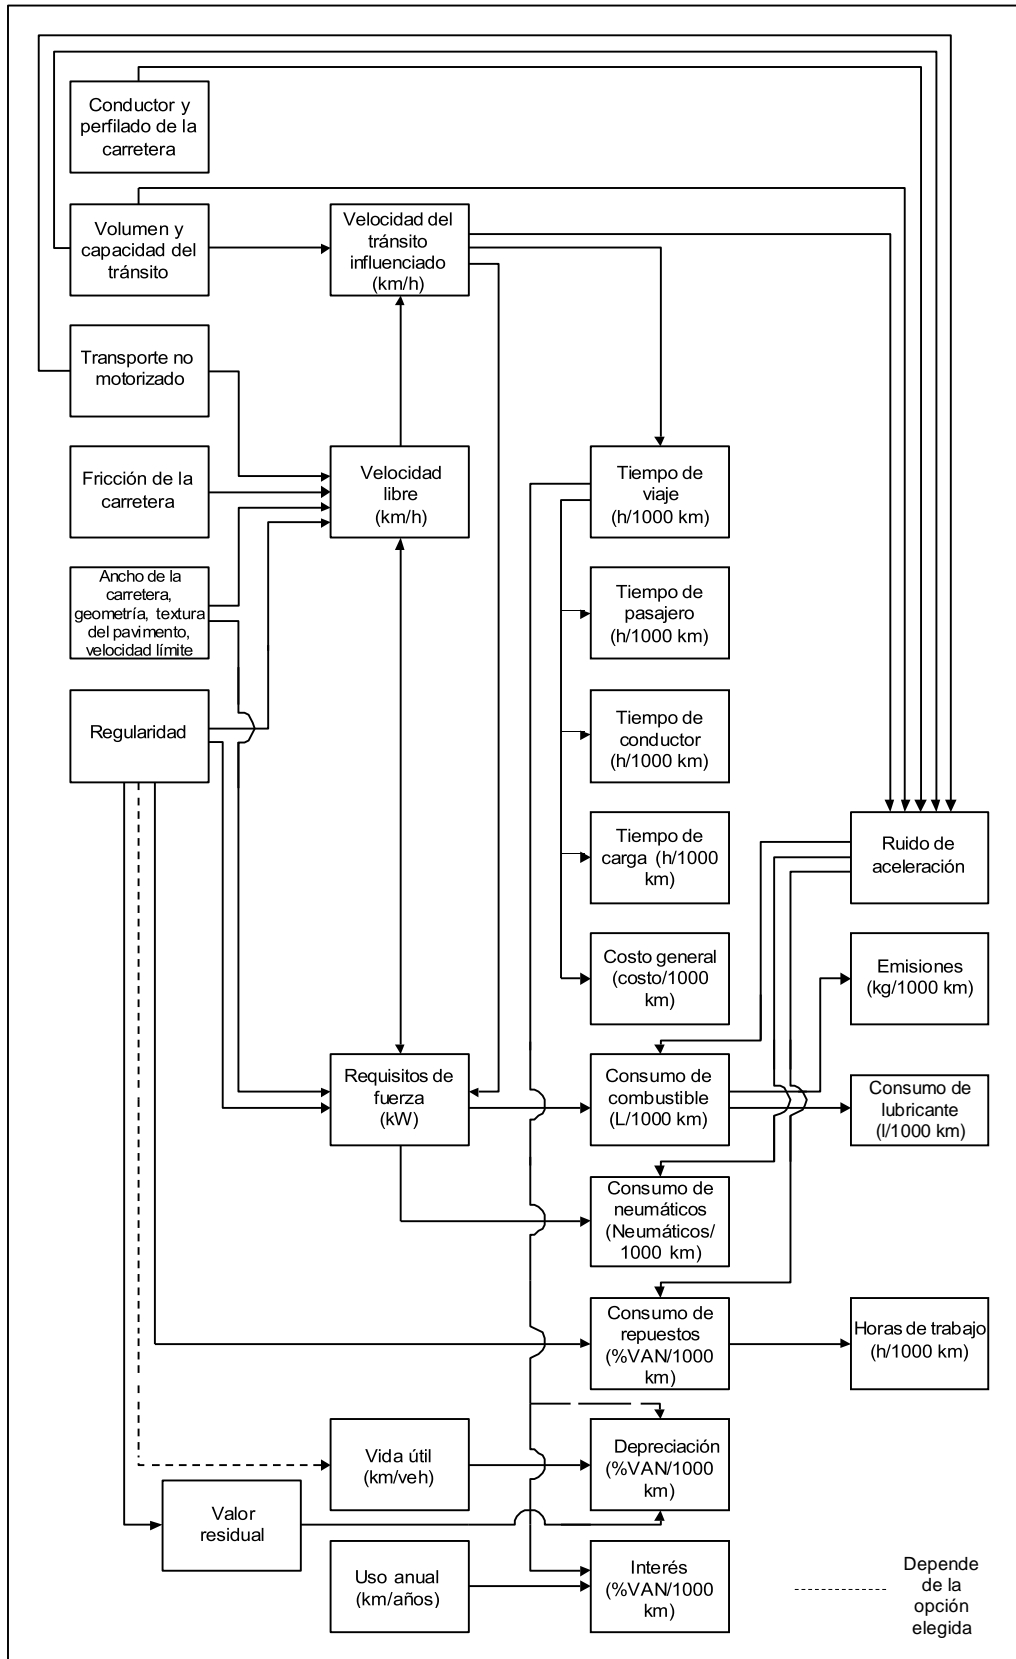 Conductor y
perfilado de la
carretera
Volumen y
capacidad del
tránsito
Velocidad del
tránsito
influenciado
(km/h)
Transporte no
motorizado
Fricción de la
carretera
Velocidad
libre
(km/h)
Tiempo de
viaje
(h/1000 km)
Ancho de la
carretera,
geometría, textura
del pavimento,
velocidad límite
Tiempo de
pasajero
(h/1000 km)
Regularidad
Tiempo de
conductor
(h/1000 km)
Tiempo de
carga (h/1000
km)
Ruido de
aceleración
Costo general
(costo/1000
km)
Emisiones
(kg/1000 km)
Requisitos de
fuerza
(kW)
Consumo de
combustible
(L/1000 km)
Consumo de
lubricante
(l/1000 km)
Consumo de
neumáticos
(Neumáticos/
1000 km)
Consumo de
repuestos
(%VAN/1000
km)
Horas de trabajo
(h/1000 km)
Vida útil
(km/veh)
Depreciación
(%VAN/1000
km)
Valor
residual
Uso anual
(km/años)
Interés
(%VAN/1000
km)
Depende
de la
opción
elegida